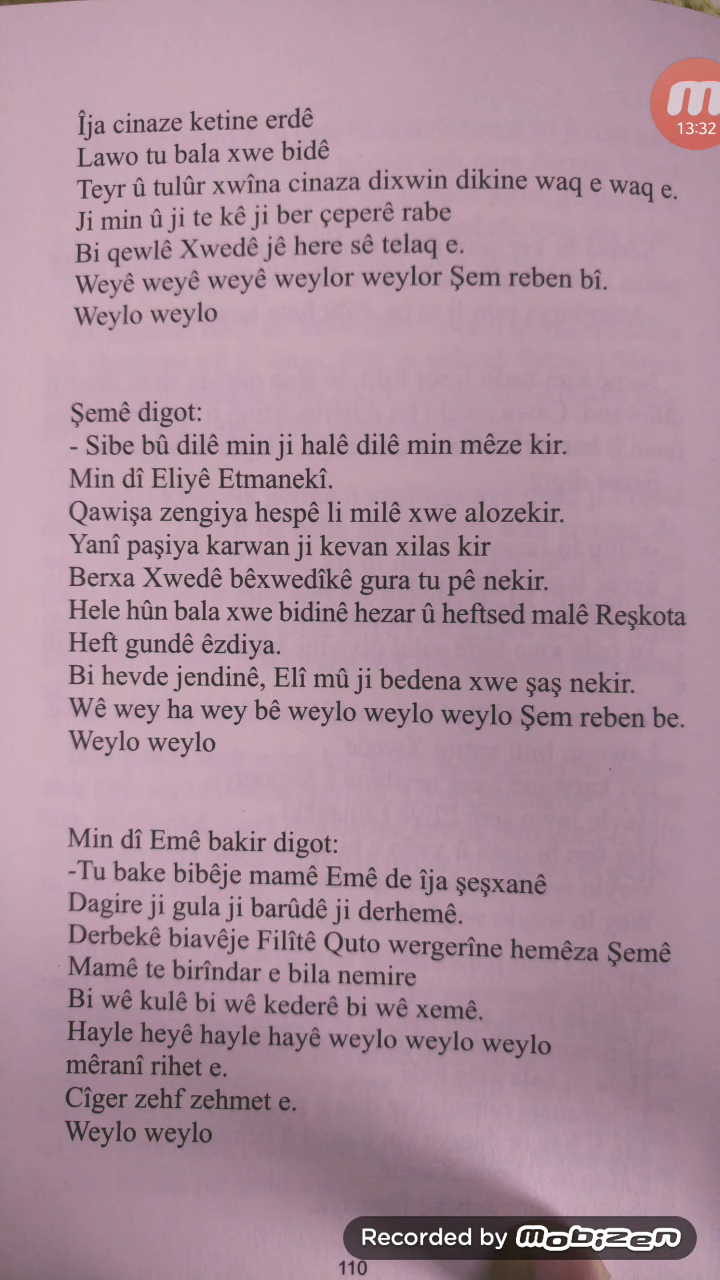 13:32
Îja cinaze ketine erdê
Lawo tu bala xwe bidê
Teyr û tulûr xwîna cinaza dixwin dikine waq e waq e.
Ji min û ji te kê ji ber çeperê rabe
Bi qewlê Xwedê jê here sê telaq e.
Weyê weyê weyê weylor weylor Şem reben bî.
Weylo weylo
Şemê digot:
- Sibe bû dilê min ji halê dilê min mêze kir.
Min dî Eliyê Etmanekî.
Qawişa zengiya hespê li milê xwe alozekir.
Yanî paşiya karwan ji kevan xilas kir
Berxa Xwedê bêxwedîkê gura tu pê nekir.
Hele hûn bala xwe bidinê hezar û heftsed malê Reşkota
Heft gundê êzdiya.
Bi hevde jendinê, Elî mû ji bedena xwe şaş nekir.
Wê wey ha wey bê weylo weylo weylo Şem reben be.
Weylo weylo
Min dî Emê bakir digot:
-Tu bake bibêje mamê Emê de îja şeşxanê
Dagire ji gula ji barûdê ji derhemê.
Derbekê biavêje Filîtê Quto wergerîne hemêza Şemê
Mamê te birîndar e bila nemire
Bi wê kulê bi wê kederê bi wê xemê.
Hayle heyê hayle hayê weylo weylo weylo
mêranî rihet e.
Cîger zehf zehmet e.
Weylo weylo
Recorded by mobizen
110